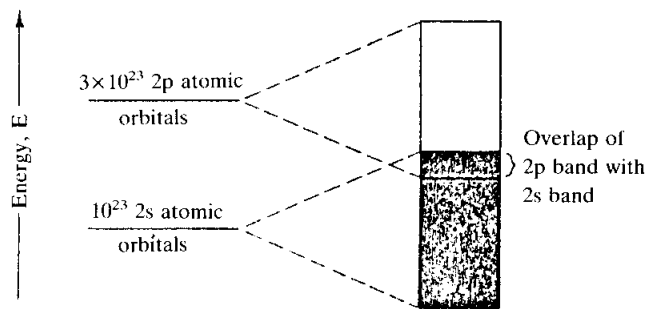 Energy, E
3×10²³ 2p atomic
orbitals
10²³ 2s atomic
orbitals
Overlap of
2p band with
2s band